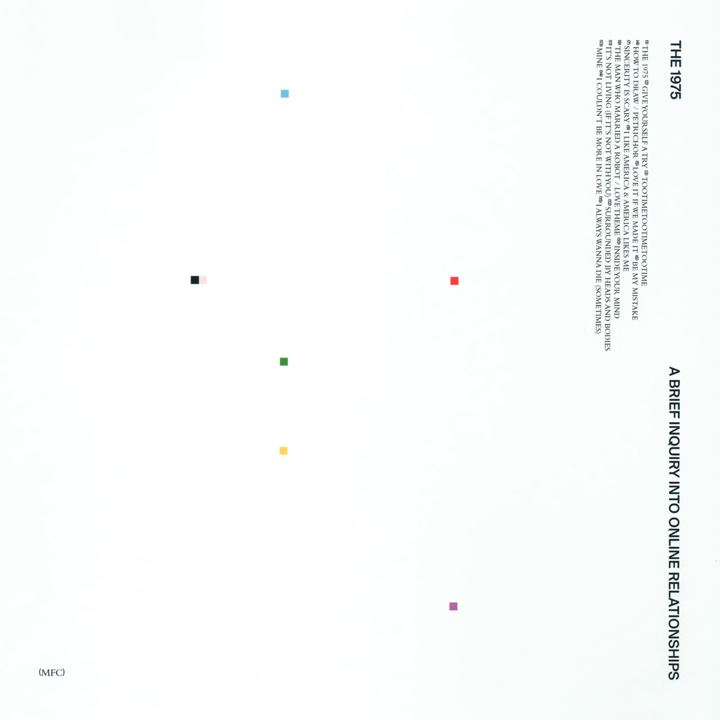 THE 1975
A BRIEF INQUIRY INTO ONLINE RELATIONSHIPS
01 THE 1975 02 GIVE YOURSELF A TRY 03 TOOTIMETOOTIMETOOTIME
04 HOW TO DRAW / PETRICHOR 05 LOVE IT IF WE MADE IT 06 BE MY MISTAKE
07 SINCERITY IS SCARY 08 I LIKE AMERICA & AMERICA LIKES ME
09 THE MAN WHO MARRIED A ROBOT / LOVE THEME 10 INSIDE YOUR MIND
11 IT'S NOT LIVING (IF IT'S NOT WITH YOU) 12 SURROUNDED BY HEADS AND BODIES
13 MINE 14 I COULDN'T BE MORE IN LOVE 15 I ALWAYS WANNA DIE (SOMETIMES)
(MFC)